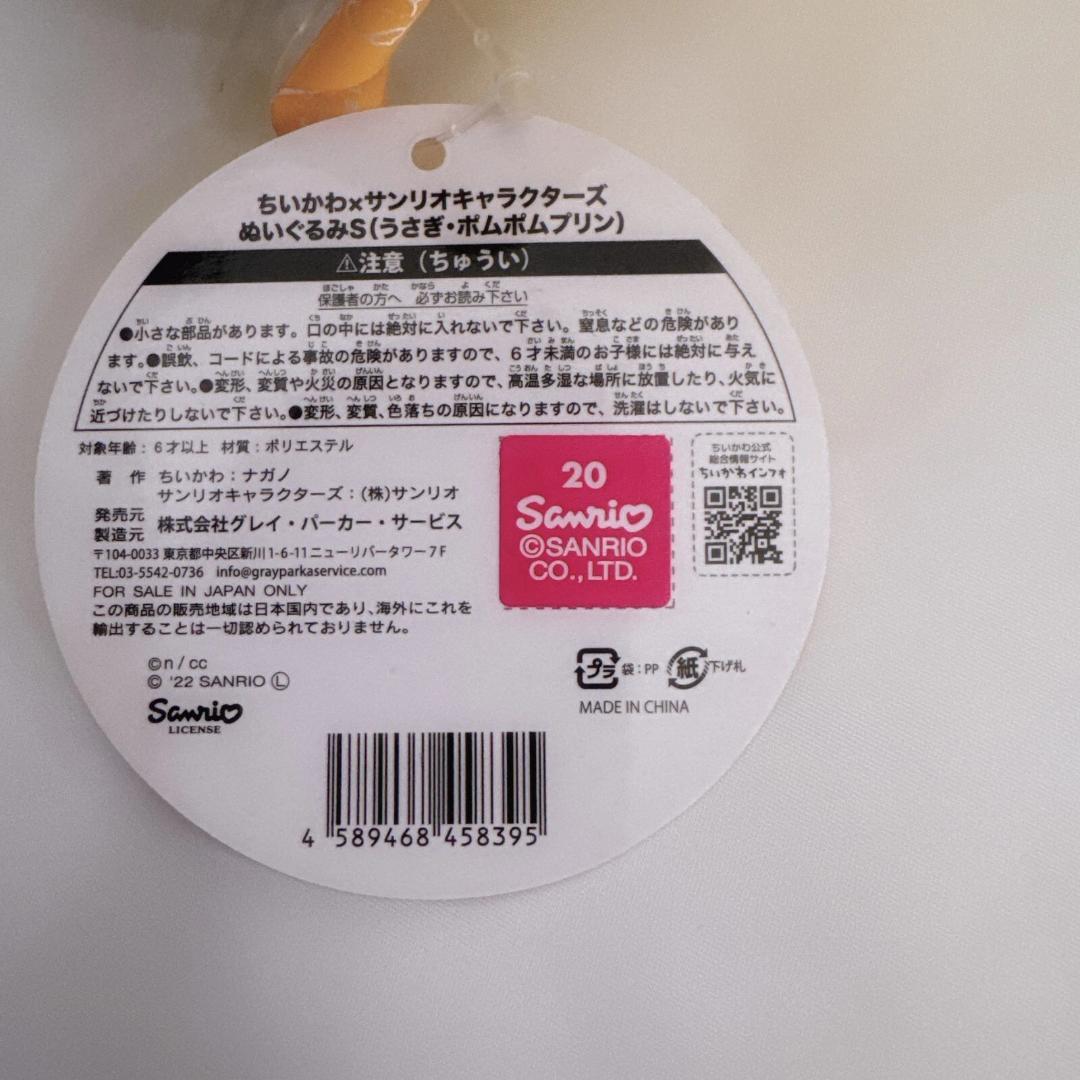 ちいかわ×サンリオキャラクターズ
ぬいぐるみS(うさぎ・ポムポムプリン)
⚠注意(ちゅうい)
保護者の方へ 必ずお読み下さい
●小さな部品があります。口の中には絶対に入れないで下さい。窒息などの危険があり
ます。●誤飲、コードによる事故の危険がありますので、6才未満のお子様には絶対に与え
ないで下さい。●変形、変質や火災の原因となりますので、高温多湿な場所に放置したり、火気に
近づけたりしないで下さい。●変形、変質、色落ちの原因になりますので、洗濯はしないで下さい。
対象年齢:6才以上 材質:ポリエステル
著 作 ちいかわ:ナガノ
サンリオキャラクターズ:(株)サンリオ
発売元
製造元 株式会社グレイ・パーカー・サービス
〒104-0033 東京都中央区新川1-6-11ニューリバータワー7F
TEL:03-5542-0736 info@grayparkaservice.com
FOR SALE IN JAPAN ONLY
この商品の販売地域は日本国内であり、海外にこれを
輸出することは一切認められておりません。
20
Sanrio
©SANRIO
CO.,LTD.
ちいかわ公式
総合情報サイト
ちいかわインフォ
©n / cc
© '22 SANRIO Ⓛ
Sanrio
LICENSE
プラ 袋:PP 紙 下げ札
MADE IN CHINA
4 589468 458395